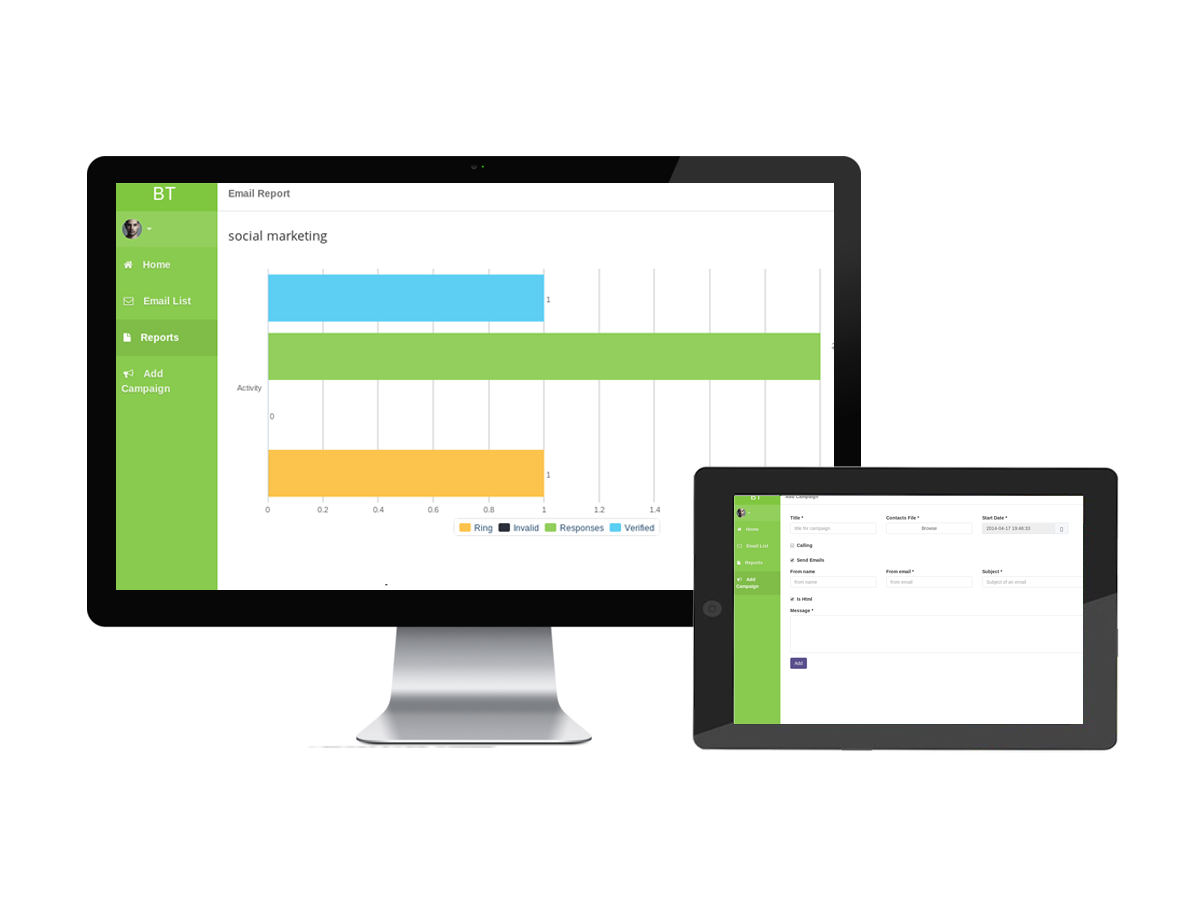 BT
Email Report
social marketing
Home
Email List
Reports
Add
Campaign
1
2
Activity
0
1
0 0.2 0.4 0.6 0.8 1 1.2 1.4
Ring Invalid Responses Verified
BT
Add Campaign
Home
Email List
Reports
Add
Campaign
Title * Contacts File * Start Date *
title for campaign Browse 2014-04-17 19:46:33
Calling
Send Emails
From name From email * Subject *
from name from email Subject of an email
Is Html
Message *
Add